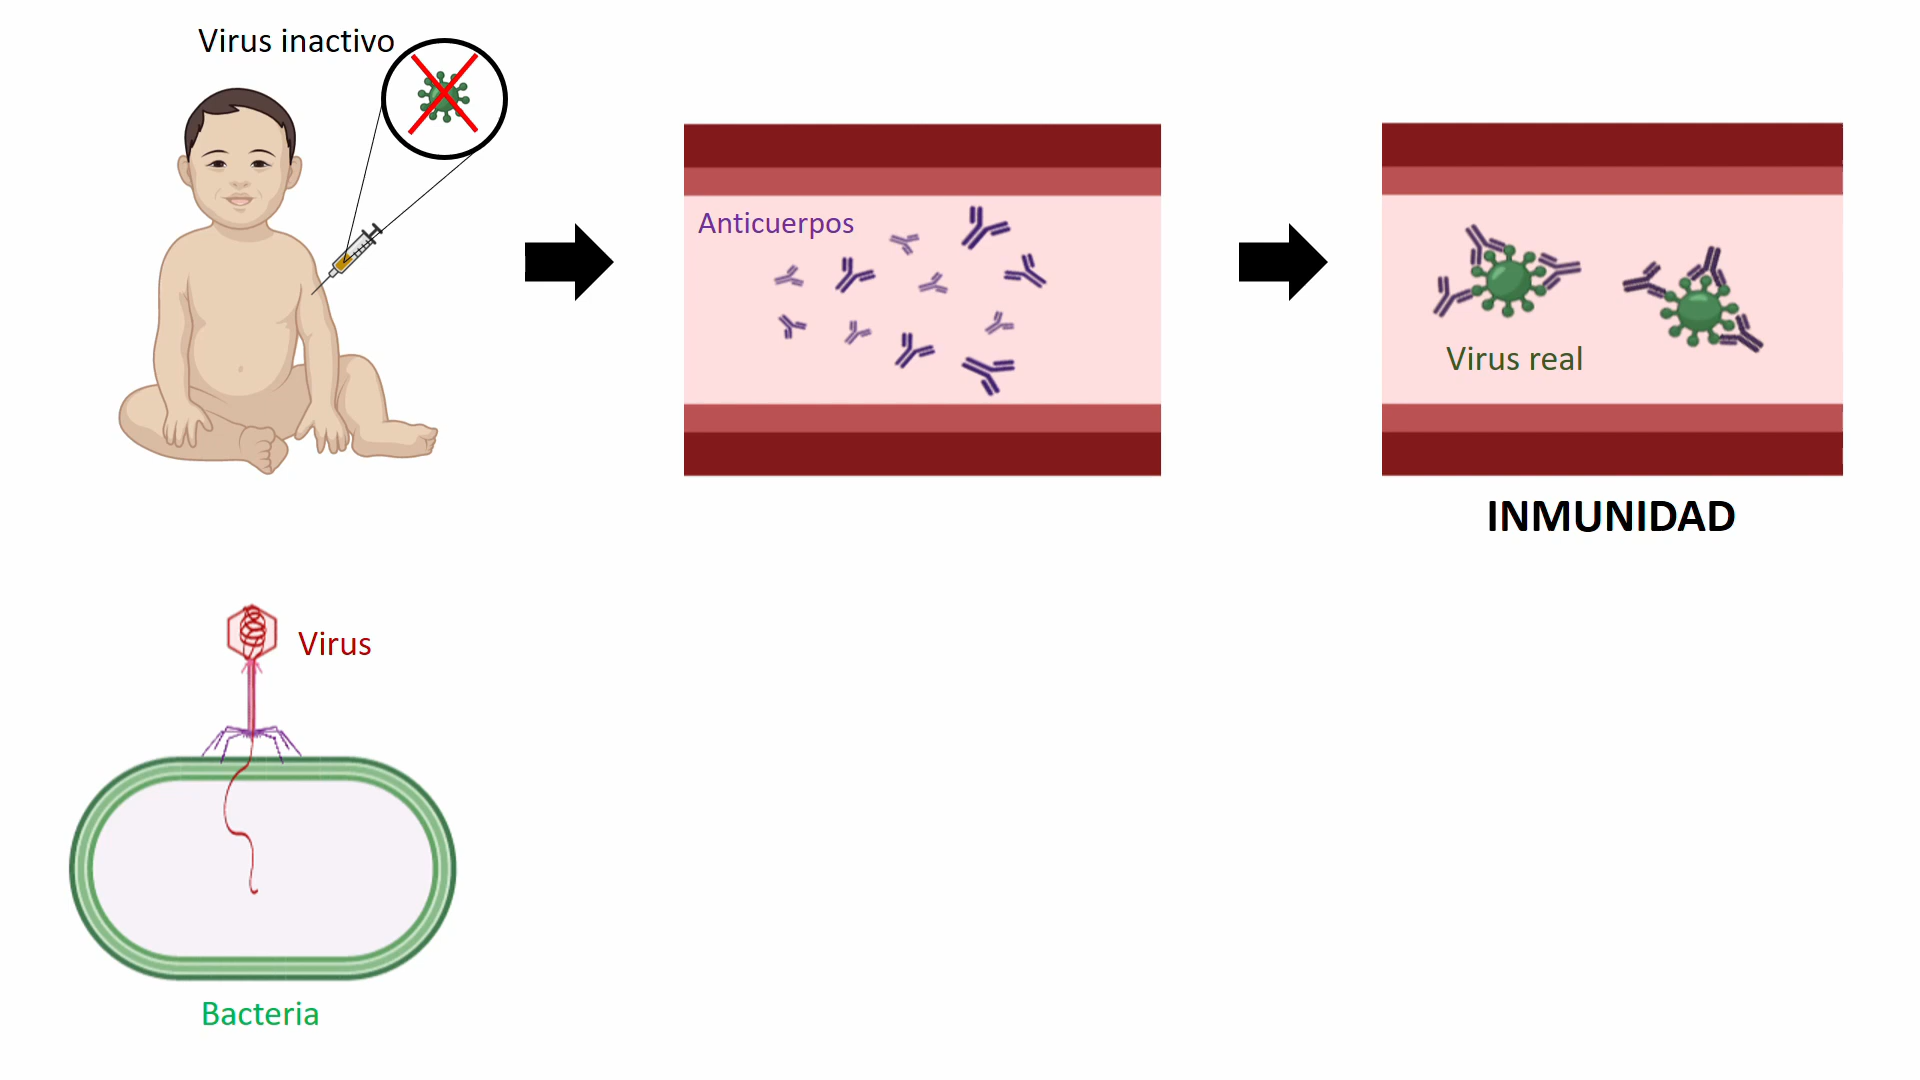 Virus inactivo
Anticuerpos
Virus real
INMUNIDAD
Virus
Bacteria